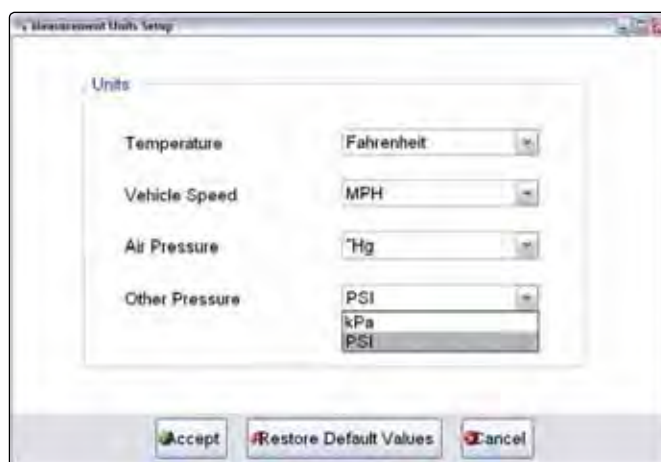 Measurement Units Setup
Units
Temperature Fahrenheit
Vehicle Speed MPH
Air Pressure "Hg
Other Pressure PSI
kPa
PSI
Accept Restore Default Values Cancel